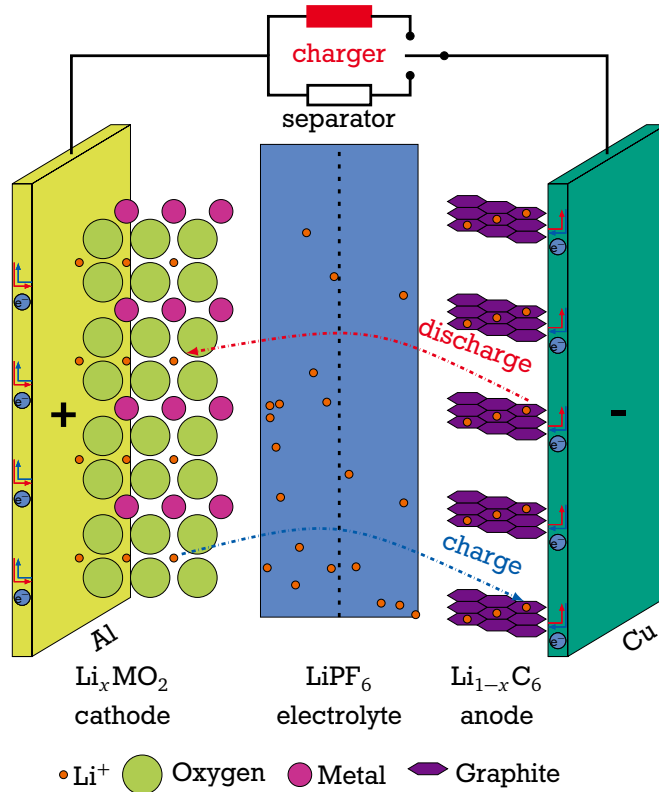 charger
separator
discharge
+
-
e⁻ e⁻
e⁻ e⁻
e⁻ e⁻
e⁻ e⁻
e⁻
charge
Al
Cu
LiₓMO₂ LiPF₆ Li₁₋ₓC₆
cathode electrolyte anode
Li⁺ Oxygen Metal Graphite